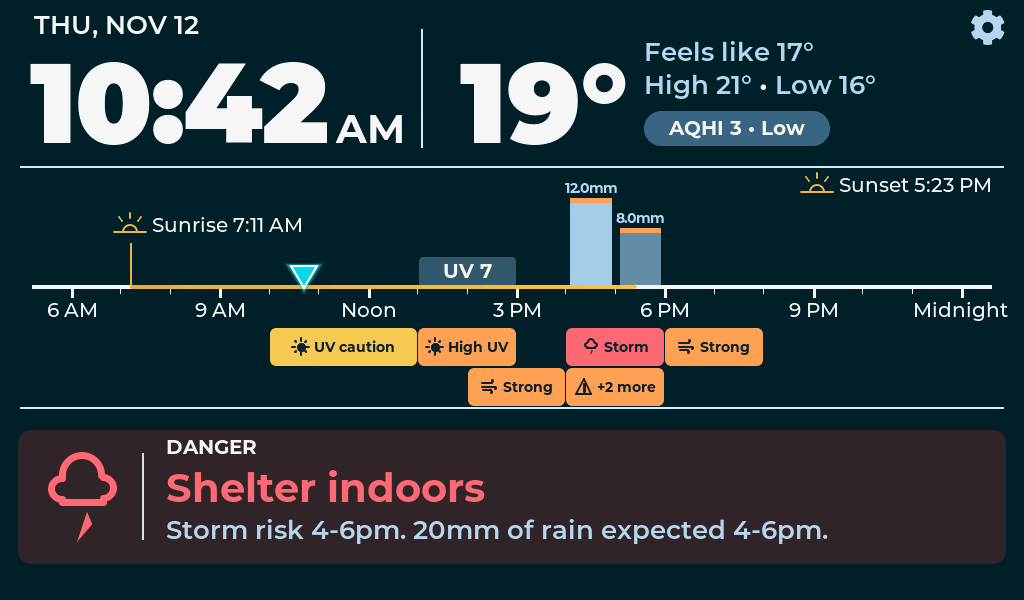 THU, NOV 12
10:42 AM
19°
Feels like 17°
High 21° • Low 16°
AQHI 3 • Low
Sunset 5:23 PM
12.0mm
8.0mm
Sunrise 7:11 AM
UV 7
6 AM 9 AM Noon 3 PM 6 PM 9 PM Midnight
UV caution High UV Storm Strong
Strong +2 more
DANGER
Shelter indoors
Storm risk 4-6pm. 20mm of rain expected 4-6pm.